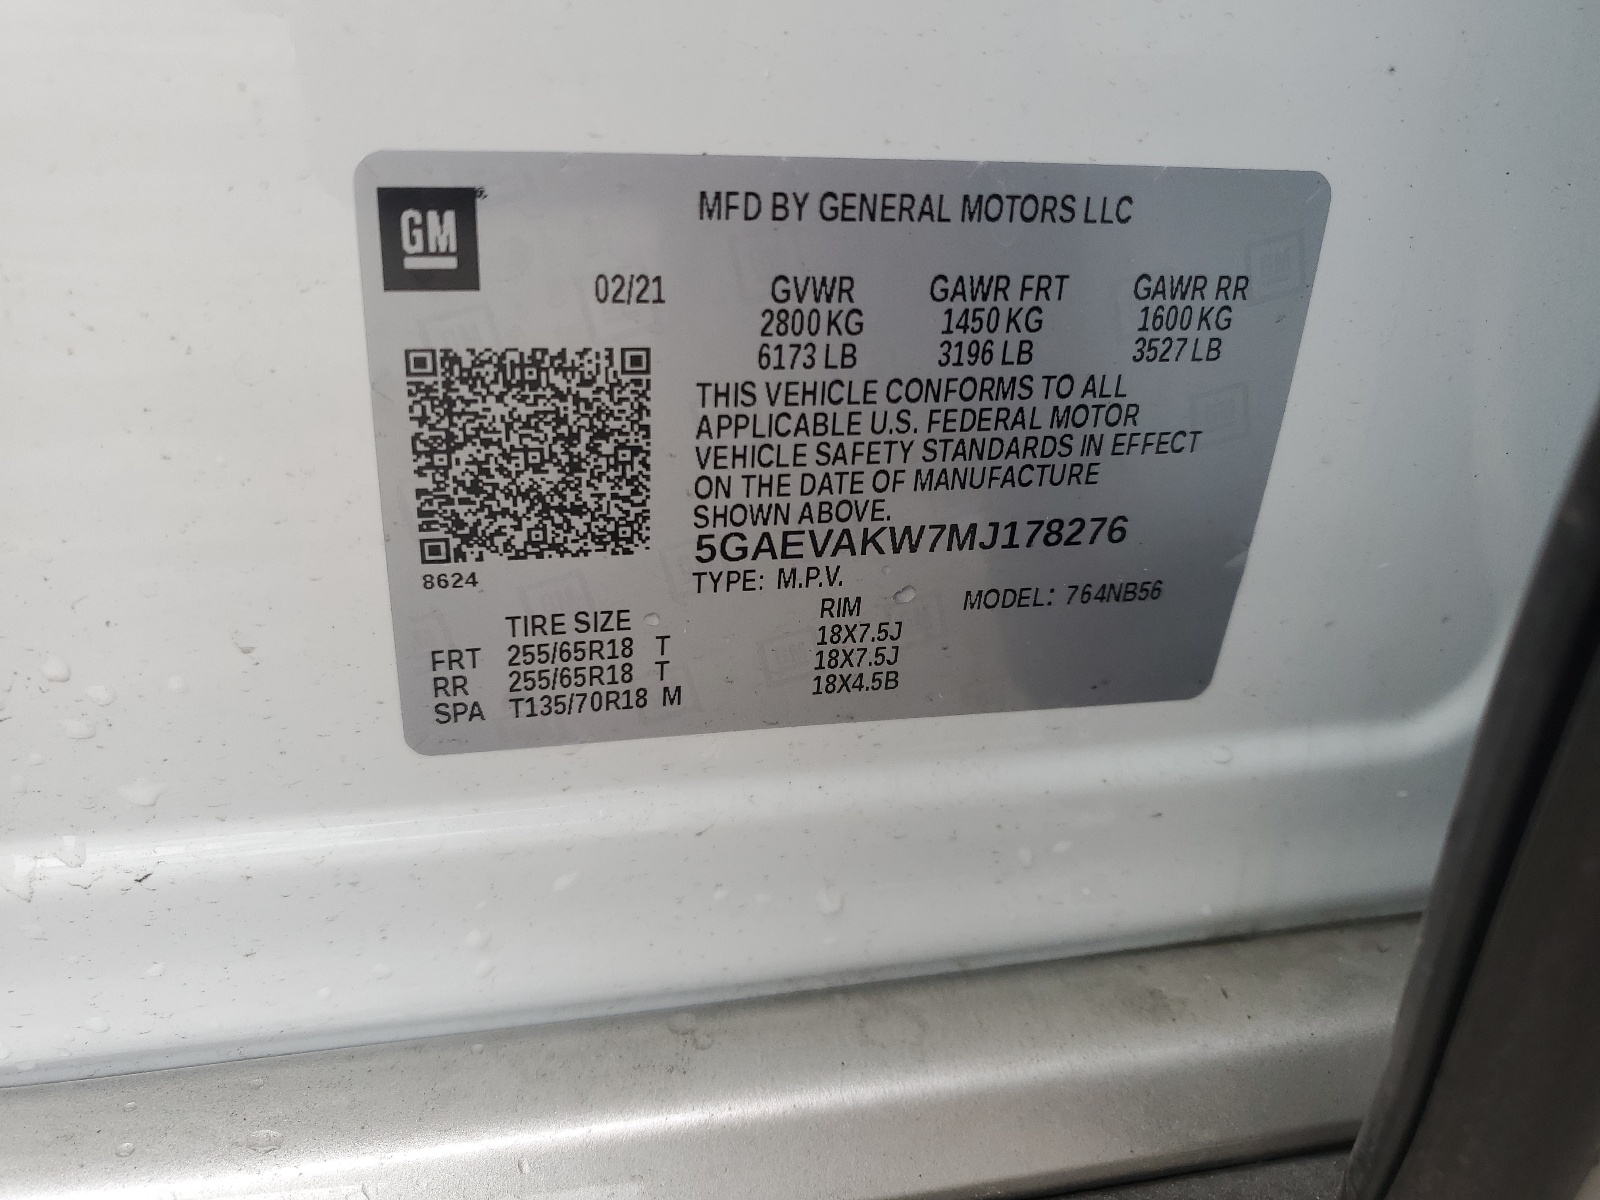 GM
MFD BY GENERAL MOTORS LLC
02/21 GVWR GAWR FRT GAWR RR
2800 KG 1450 KG 1600 KG
6173 LB 3196 LB 3527 LB
THIS VEHICLE CONFORMS TO ALL
APPLICABLE U.S. FEDERAL MOTOR
VEHICLE SAFETY STANDARDS IN EFFECT
ON THE DATE OF MANUFACTURE
SHOWN ABOVE.
5GAEVAKW7MJ178276
8624
TYPE: M.P.V. MODEL: 764NB56
TIRE SIZE RIM
FRT 255/65R18 T 18X7.5J
RR 255/65R18 T 18X7.5J
SPA T135/70R18 M 18X4.5B